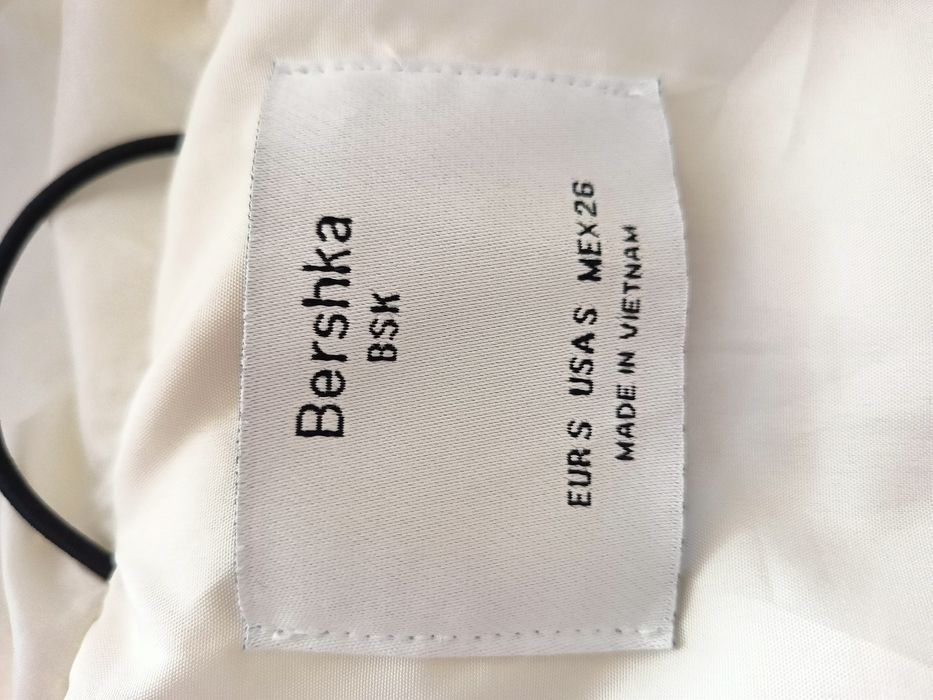 Bershka
BSK
EUR S USA S MEX 26
MADE IN VIETNAM